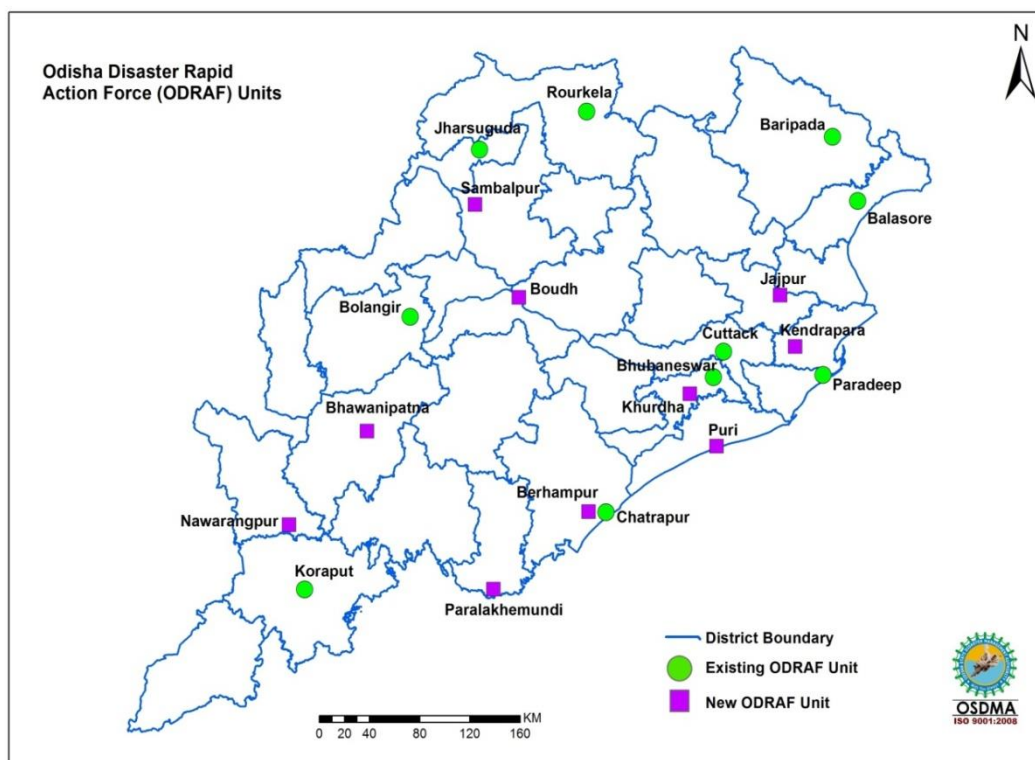 N
Odisha Disaster Rapid
Action Force (ODRAF) Units
Rourkela
Baripada
Jharsuguda
Sambalpur
Balasore
Jajpur
Boudh
Bolangir
Cuttack
Kendrapara
Bhubaneswar
Paradeep
Khurdha
Bhawanipatna
Puri
Berhampur
Chatrapur
Nawarangpur
Koraput
Paralakhemundi
District Boundary
Existing ODRAF Unit
New ODRAF Unit
KM
0 20 40 80 120 160
OSDMA
ISO 9001:2008